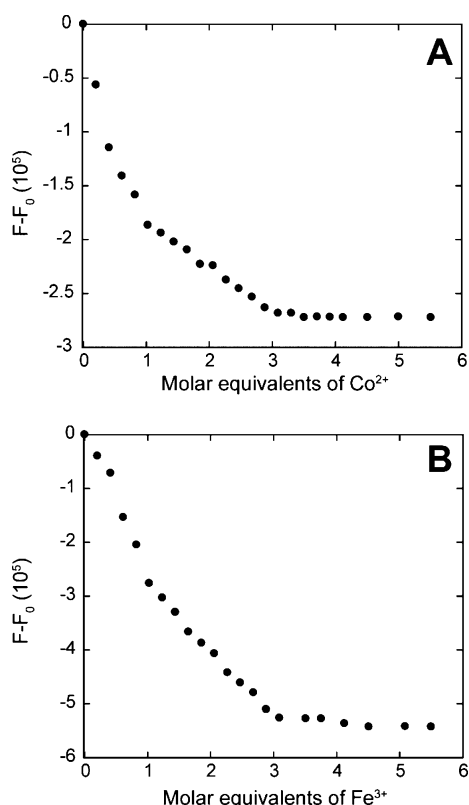 A
0
-0.5
-1
-1.5
-2
-2.5
-3
F-F₀ (10⁵)
0 1 2 3 4 5 6
Molar equivalents of Co²⁺
B
0
-1
-2
-3
-4
-5
-6
F-F₀ (10⁵)
0 1 2 3 4 5 6
Molar equivalents of Fe³⁺